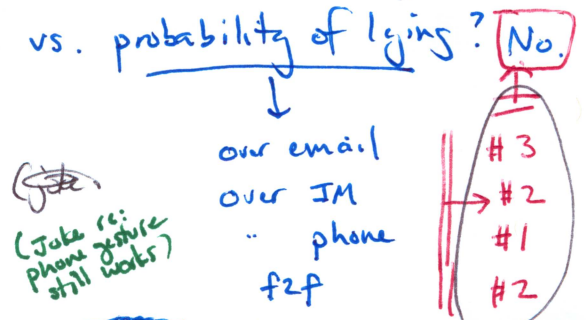 vs. probability of lying? No.
over email #3
over IM #2
" phone #1
f2f #2
(Joke re:
phone gesture
still works)